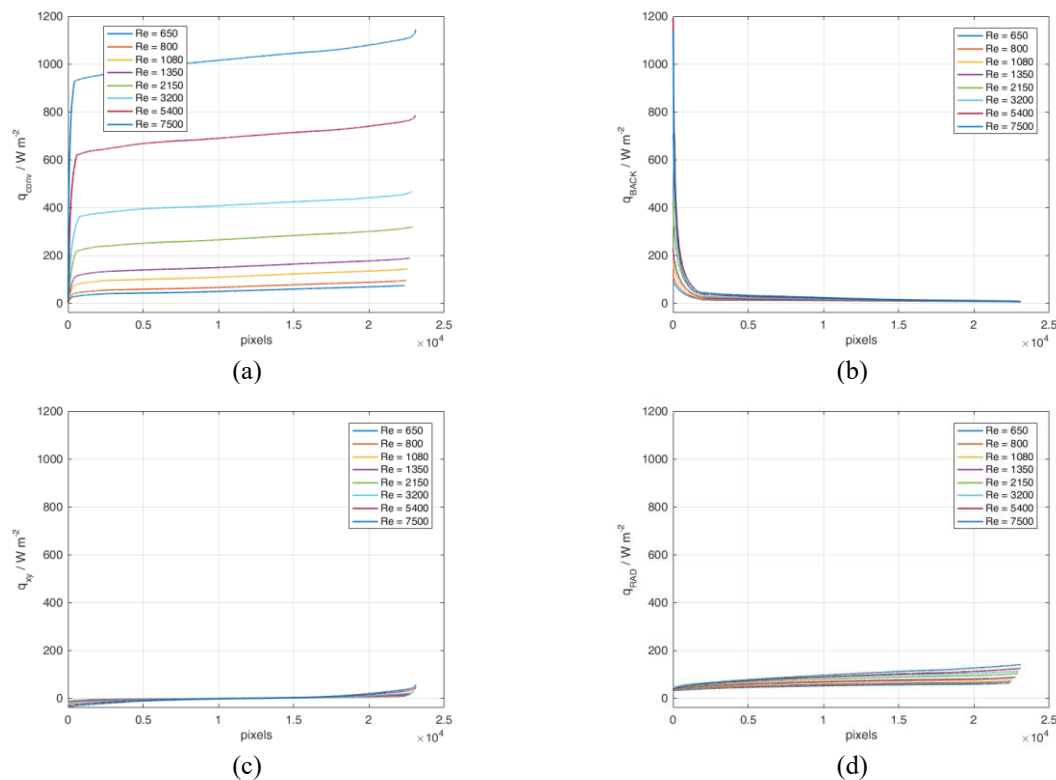 1200
1000
800
600
400
200
0
q_conv / W m^-2
Re = 650
Re = 800
Re = 1080
Re = 1350
Re = 2150
Re = 3200
Re = 5400
Re = 7500
0 0.5 1 1.5 2 2.5
pixels
×10^4
(a)
1200
1000
800
600
400
200
0
q_BACK / W m^-2
Re = 650
Re = 800
Re = 1080
Re = 1350
Re = 2150
Re = 3200
Re = 5400
Re = 7500
0 0.5 1 1.5 2 2.5
pixels
×10^4
(b)
1200
1000
800
600
400
200
0
q_xy / W m^-2
Re = 650
Re = 800
Re = 1080
Re = 1350
Re = 2150
Re = 3200
Re = 5400
Re = 7500
0 0.5 1 1.5 2 2.5
pixels
×10^4
(c)
1200
1000
800
600
400
200
0
q_RAD / W m^-2
Re = 650
Re = 800
Re = 1080
Re = 1350
Re = 2150
Re = 3200
Re = 5400
Re = 7500
0 0.5 1 1.5 2 2.5
pixels
×10^4
(d)